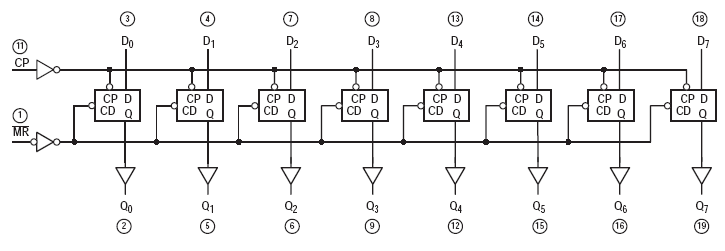 3 4 7 8 13 14 17 18
11 D0 D1 D2 D3 D4 D5 D6 D7
CP
CP D CP D CP D CP D CP D CP D CP D CP D
1 CD Q CD Q CD Q CD Q CD Q CD Q CD Q CD Q
MR
Q0 Q1 Q2 Q3 Q4 Q5 Q6 Q7
2 5 6 9 12 15 16 19